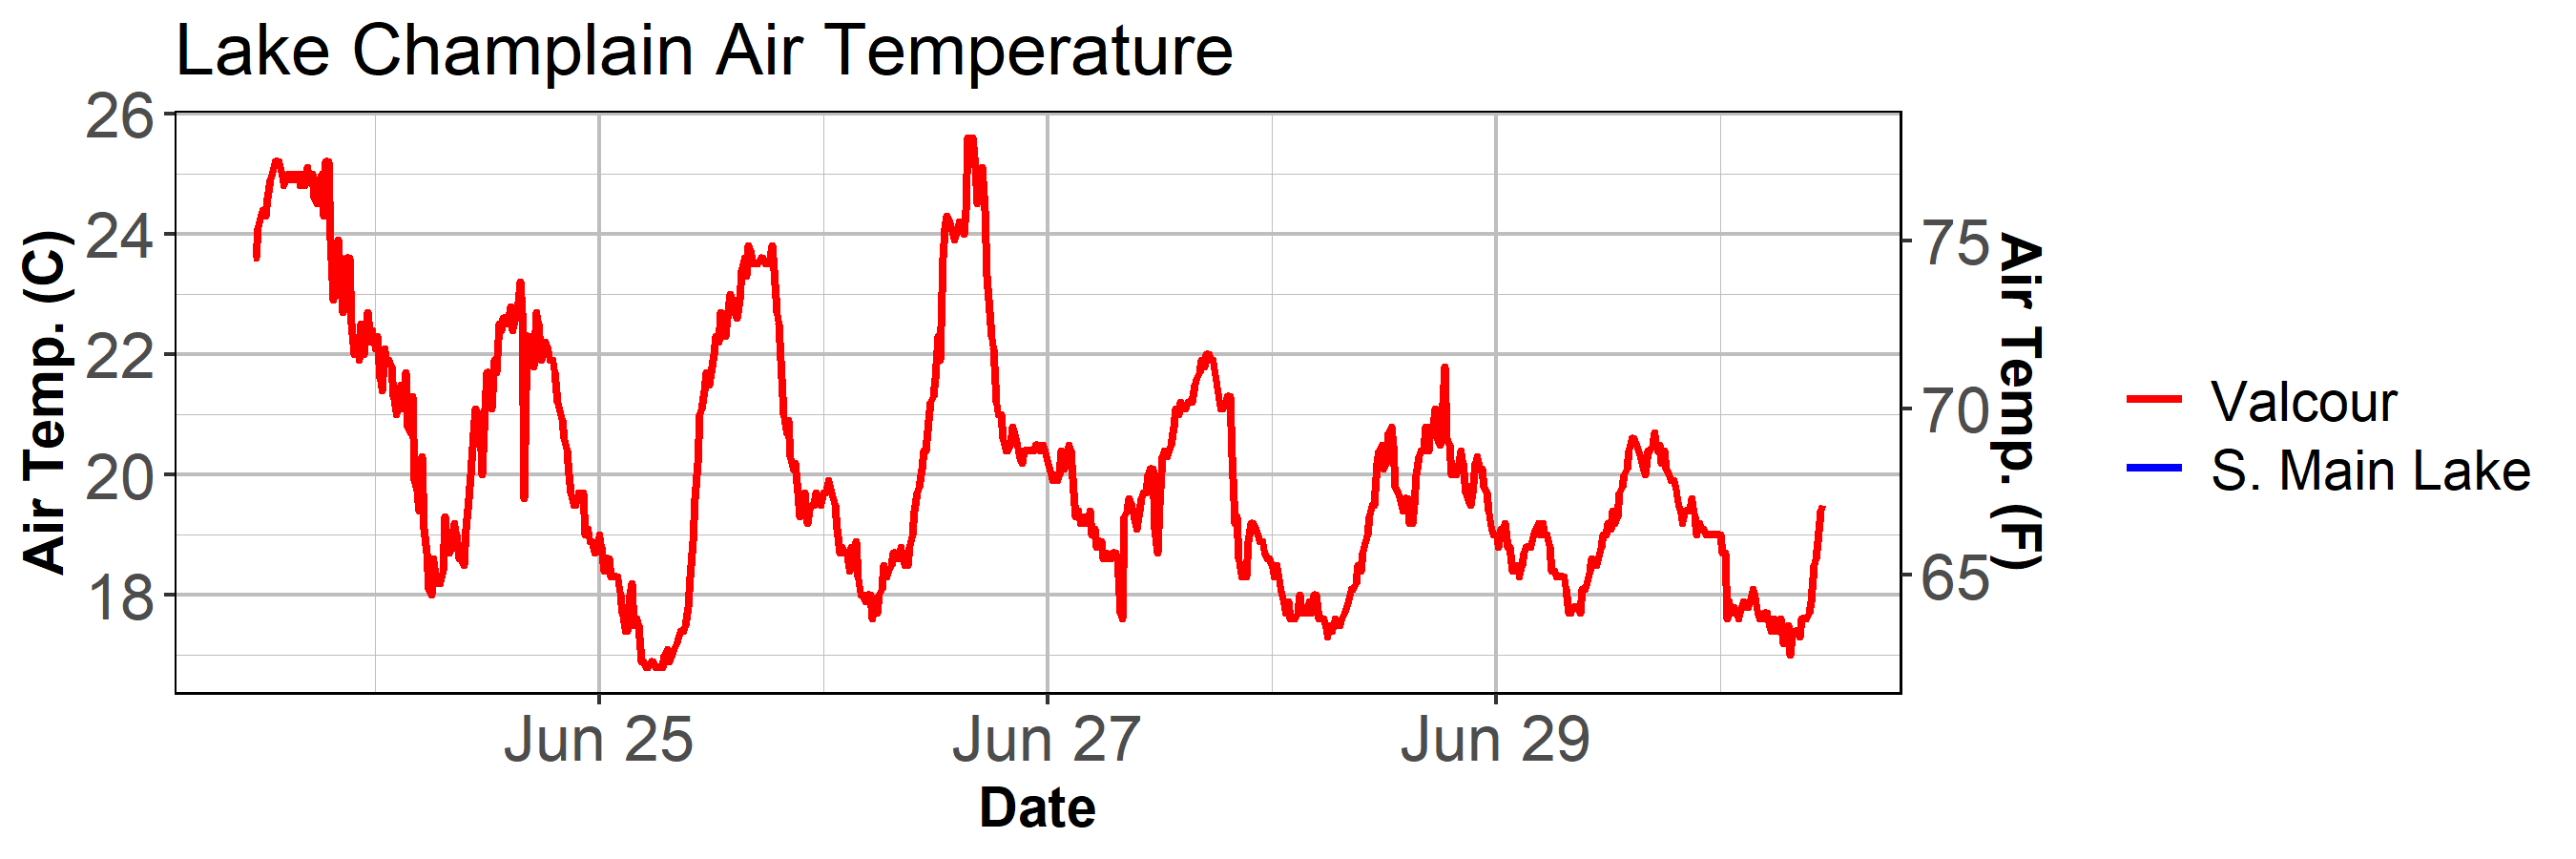 Lake Champlain Air Temperature
26
24
22
20
18
Air Temp. (C)
75
70
65
Air Temp. (F)
Jun 25
Jun 27
Jun 29
Date
Valcour
S. Main Lake